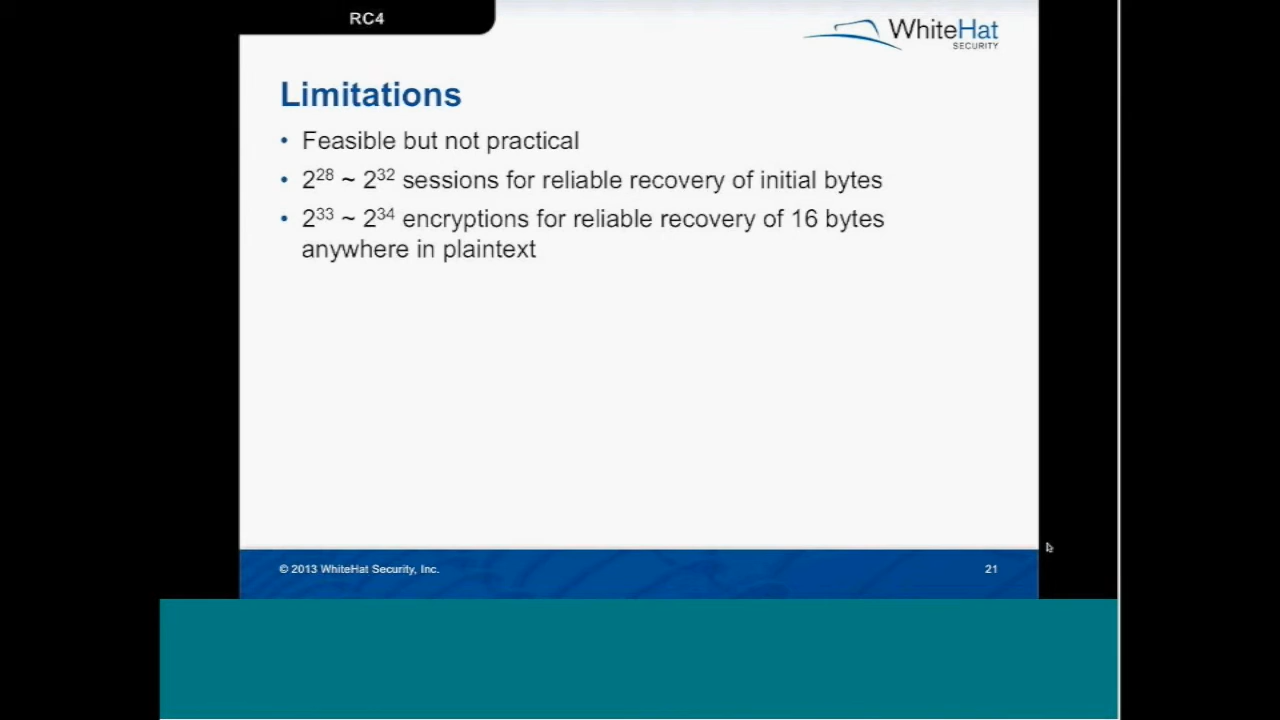 RC4
WhiteHat
SECURITY
Limitations
• Feasible but not practical
• 2²⁸ ~ 2³² sessions for reliable recovery of initial bytes
• 2³³ ~ 2³⁴ encryptions for reliable recovery of 16 bytes
anywhere in plaintext
© 2013 WhiteHat Security, Inc.
21